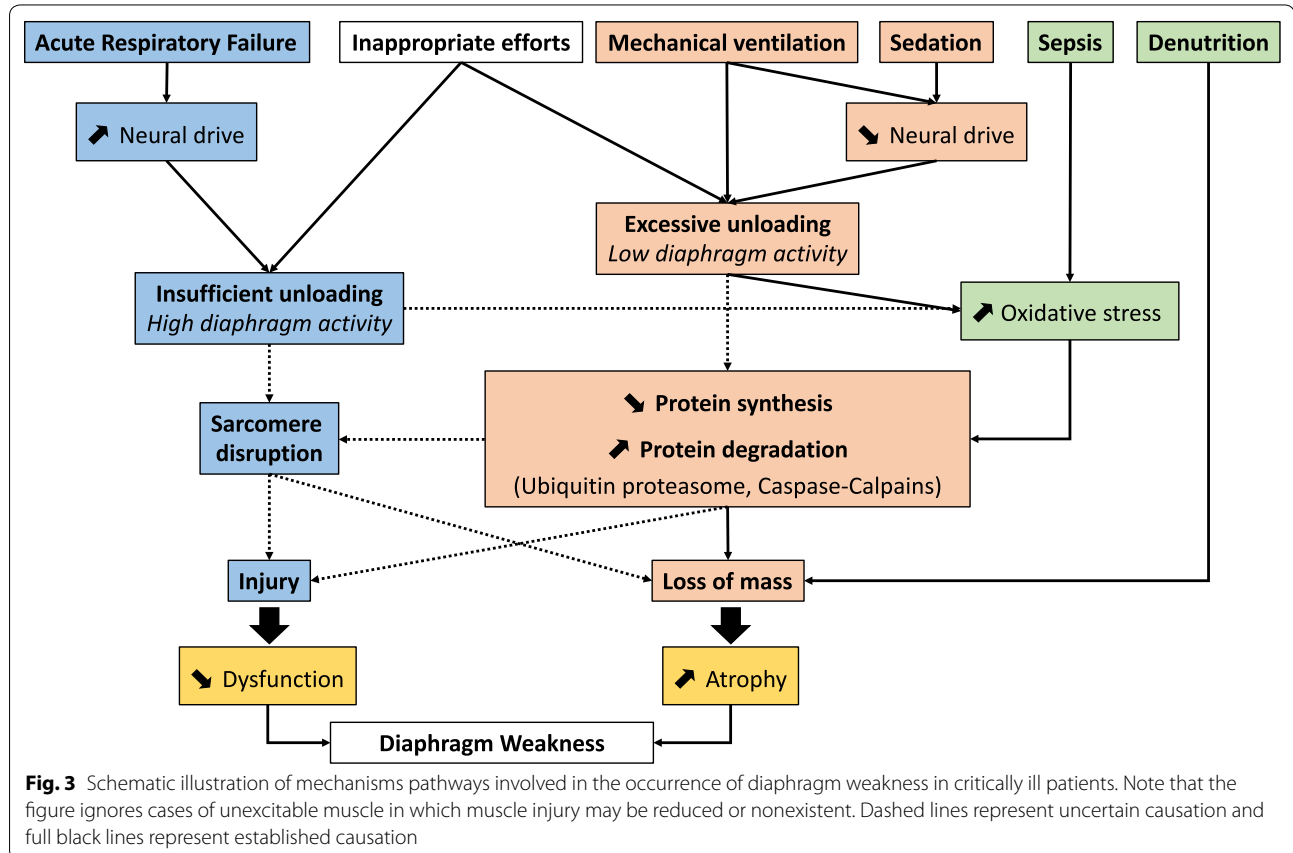 Acute Respiratory Failure
Inappropriate efforts
Mechanical ventilation
Sedation
Sepsis
Denutrition
Neural drive
Neural drive
Excessive unloading
Low diaphragm activity
Insufficient unloading
High diaphragm activity
Oxidative stress
Protein synthesis
Protein degradation
(Ubiquitin proteasome, Caspase-Calpains)
Sarcomere
disruption
Injury
Loss of mass
Dysfunction
Atrophy
Diaphragm Weakness
Fig. 3 Schematic illustration of mechanisms pathways involved in the occurrence of diaphragm weakness in critically ill patients. Note that the
figure ignores cases of unexcitable muscle in which muscle injury may be reduced or nonexistent. Dashed lines represent uncertain causation and
full black lines represent established causation